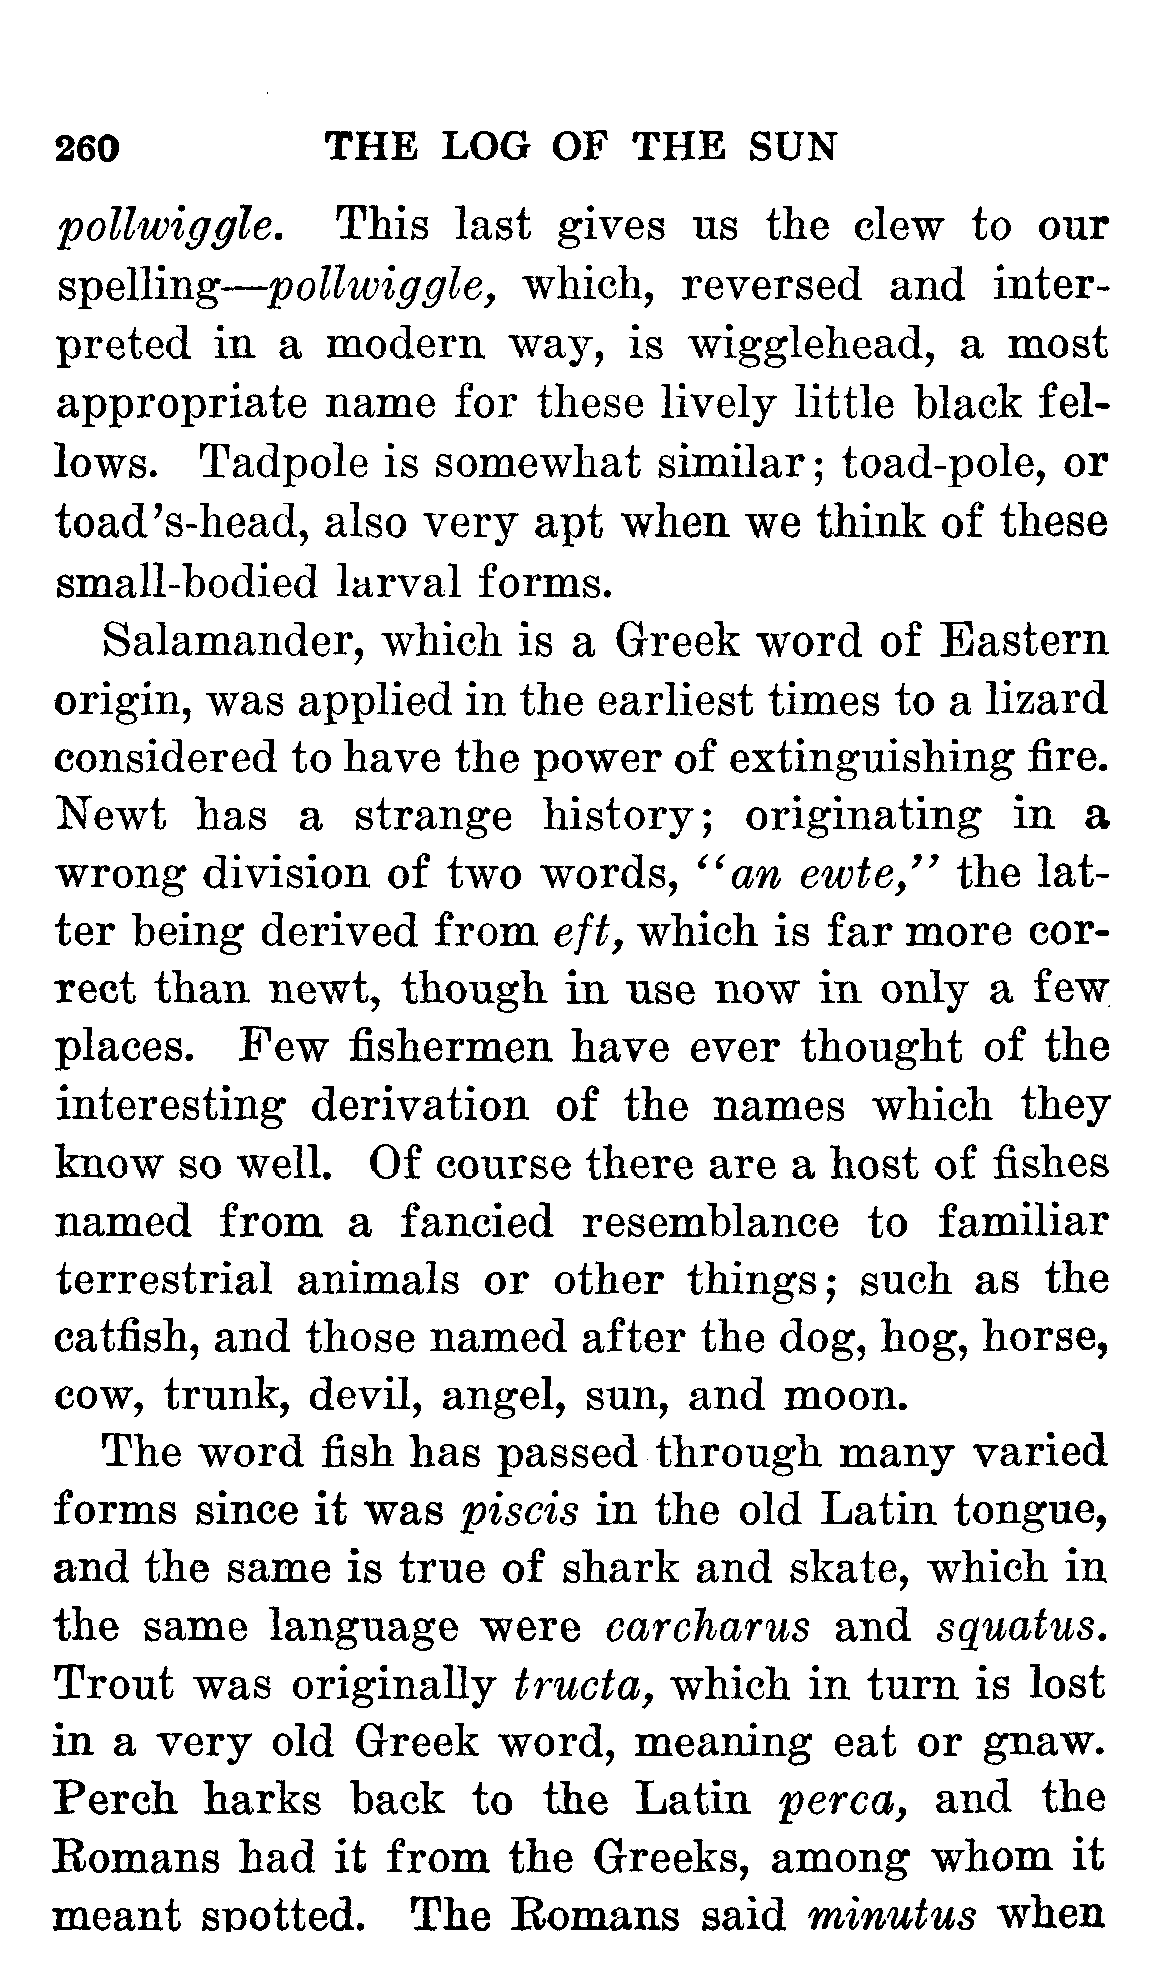 260 THE LOG OF THE SUN
pollwiggle. This last gives us the clew to our
spelling—pollwiggle, which, reversed and inter-
preted in a modern way, is wigglehead, a most
appropriate name for these lively little black fel-
lows. Tadpole is somewhat similar; toad-pole, or
toad's-head, also very apt when we think of these
small-bodied larval forms.
Salamander, which is a Greek word of Eastern
origin, was applied in the earliest times to a lizard
considered to have the power of extinguishing fire.
Newt has a strange history; originating in a
wrong division of two words, "an ewte," the lat-
ter being derived from eft, which is far more cor-
rect than newt, though in use now in only a few
places. Few fishermen have ever thought of the
interesting derivation of the names which they
know so well. Of course there are a host of fishes
named from a fancied resemblance to familiar
terrestrial animals or other things; such as the
catfish, and those named after the dog, hog, horse,
cow, trunk, devil, angel, sun, and moon.
The word fish has passed through many varied
forms since it was piscis in the old Latin tongue,
and the same is true of shark and skate, which in
the same language were carcharus and squatus.
Trout was originally tructa, which in turn is lost
in a very old Greek word, meaning eat or gnaw.
Perch harks back to the Latin perca, and the
Romans had it from the Greeks, among whom it
meant spotted. The Romans said minutus when